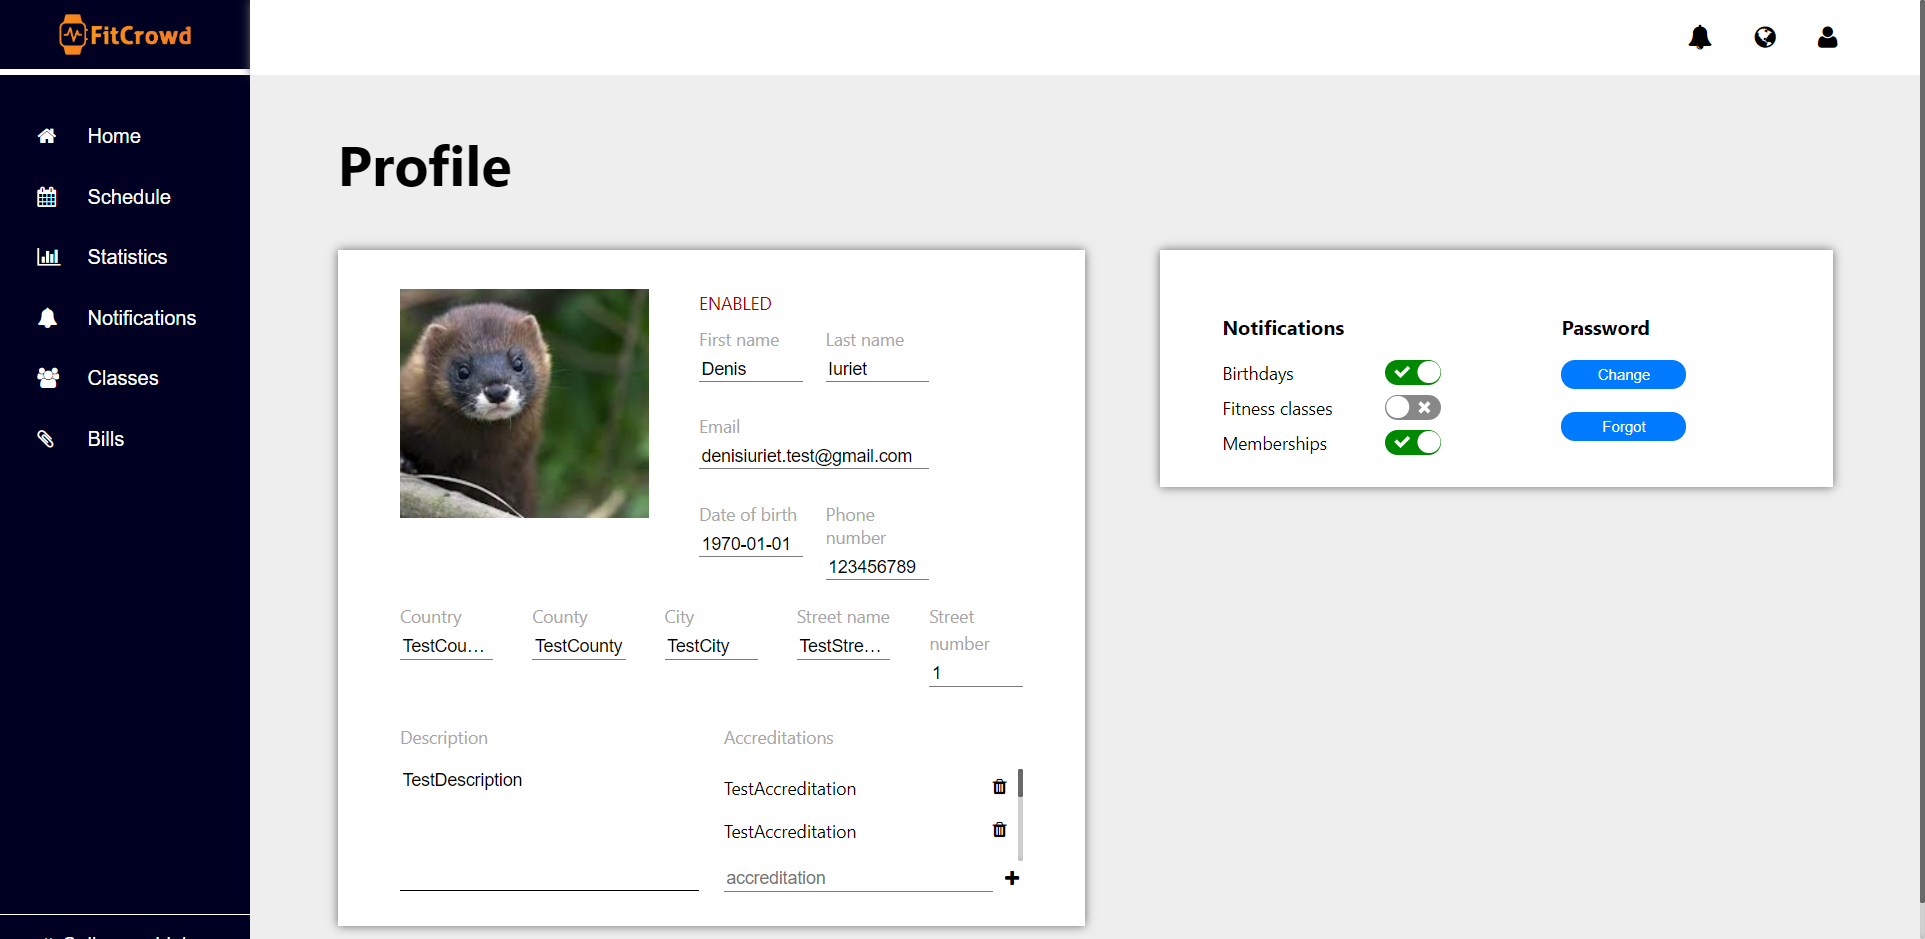 FitCrowd
Home
Schedule
Statistics
Notifications
Classes
Bills
Profile
ENABLED
First name
Last name
Denis
Iuriet
Email
denisiuriet.test@gmail.com
Date of birth
Phone
number
1970-01-01
123456789
Country
County
City
Street name
Street
number
TestCou...
TestCounty
TestCity
TestStre...
1
Description
TestDescription
Accreditations
TestAccreditation
TestAccreditation
accreditation
Notifications
Birthdays
Fitness classes
Memberships
Password
Change
Forgot